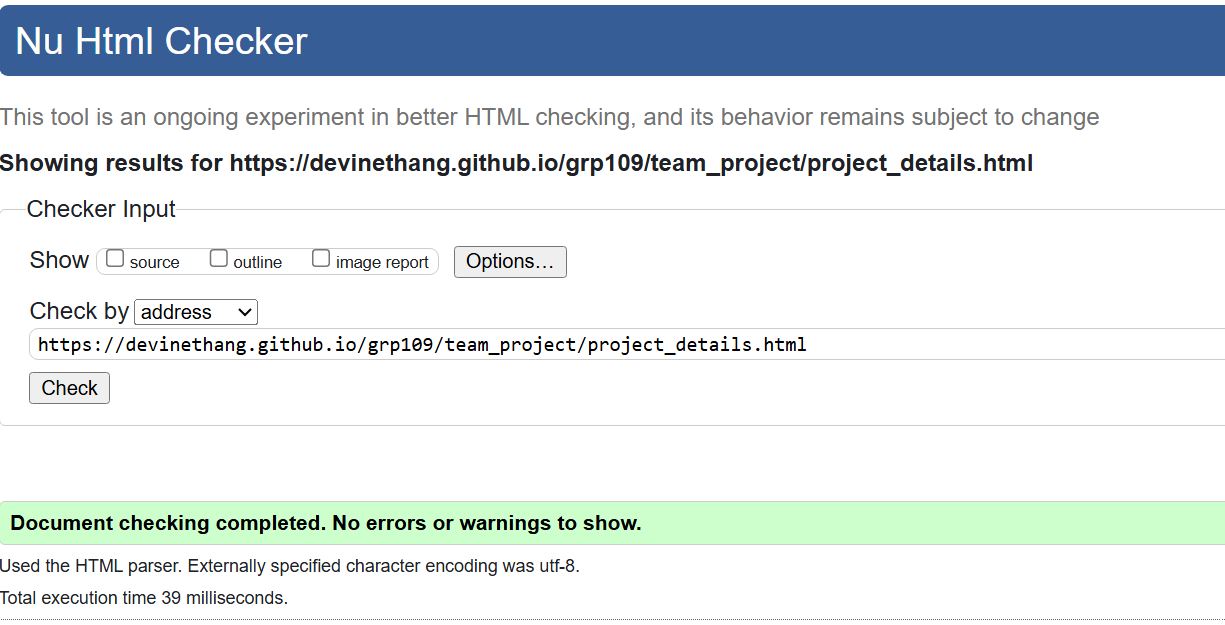 Nu Html Checker
This tool is an ongoing experiment in better HTML checking, and its behavior remains subject to change
Showing results for https://devinethang.github.io/grp109/team_project/project_details.html
Checker Input
Show source outline image report Options...
Check by address
https://devinethang.github.io/grp109/team_project/project_details.html
Check
Document checking completed. No errors or warnings to show.
Used the HTML parser. Externally specified character encoding was utf-8.
Total execution time 39 milliseconds.